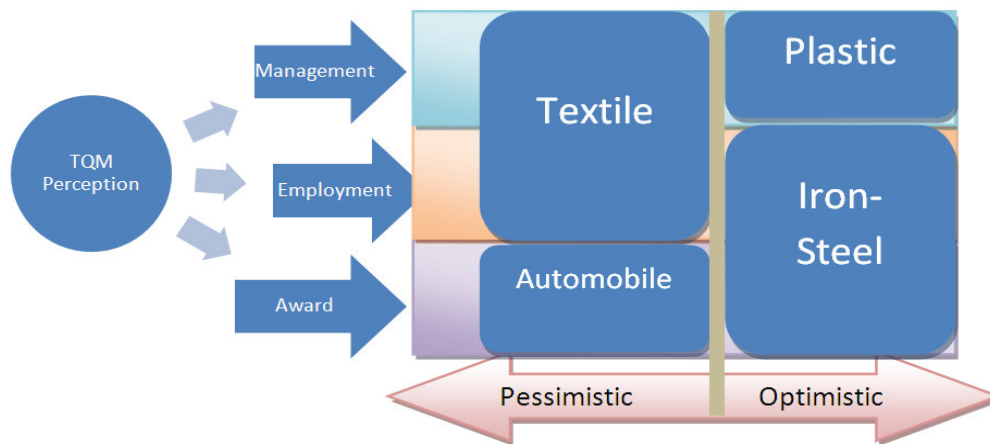 TQM
Perception
Management
Employment
Award
Textile
Automobile
Plastic
Iron-
Steel
Pessimistic
Optimistic